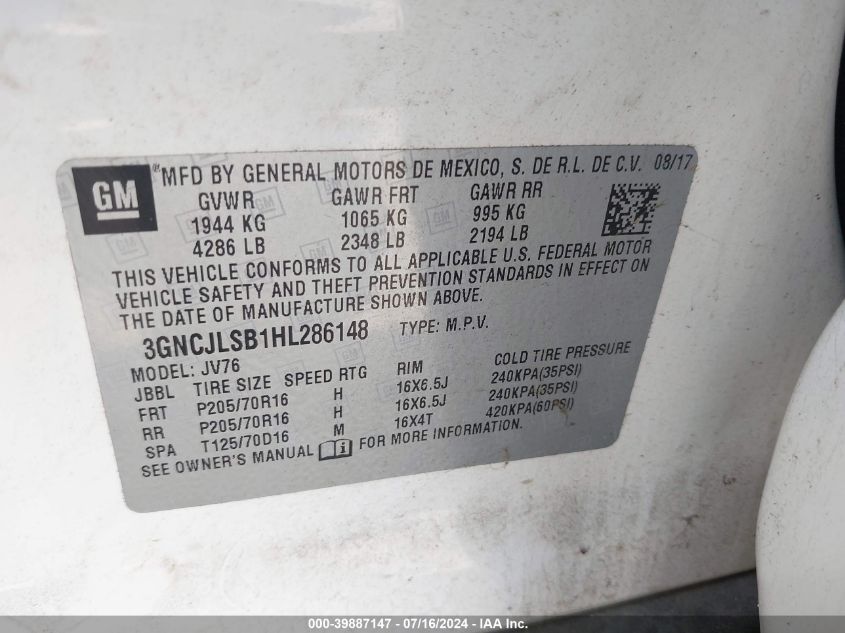 GM
® MFD BY GENERAL MOTORS DE MEXICO, S. DE R.L. DE C.V. 08/17
GVWR GAWR FRT GAWR RR
1944 KG 1065 KG 995 KG
4286 LB 2348 LB 2194 LB
THIS VEHICLE CONFORMS TO ALL APPLICABLE U.S. FEDERAL MOTOR
VEHICLE SAFETY AND THEFT PREVENTION STANDARDS IN EFFECT ON
THE DATE OF MANUFACTURE SHOWN ABOVE.
3GNCJLSB1HL286148 TYPE: M.P.V.
MODEL: JV76
JBBL TIRE SIZE SPEED RTG RIM COLD TIRE PRESSURE
FRT P205/70R16 H 16X6.5J 240KPA(35PSI)
RR P205/70R16 H 16X6.5J 240KPA(35PSI)
SPA T125/70D16 M 16X4T 420KPA(60PSI)
SEE OWNER'S MANUAL i FOR MORE INFORMATION.
000-39887147 - 07/16/2024 - IAA Inc.